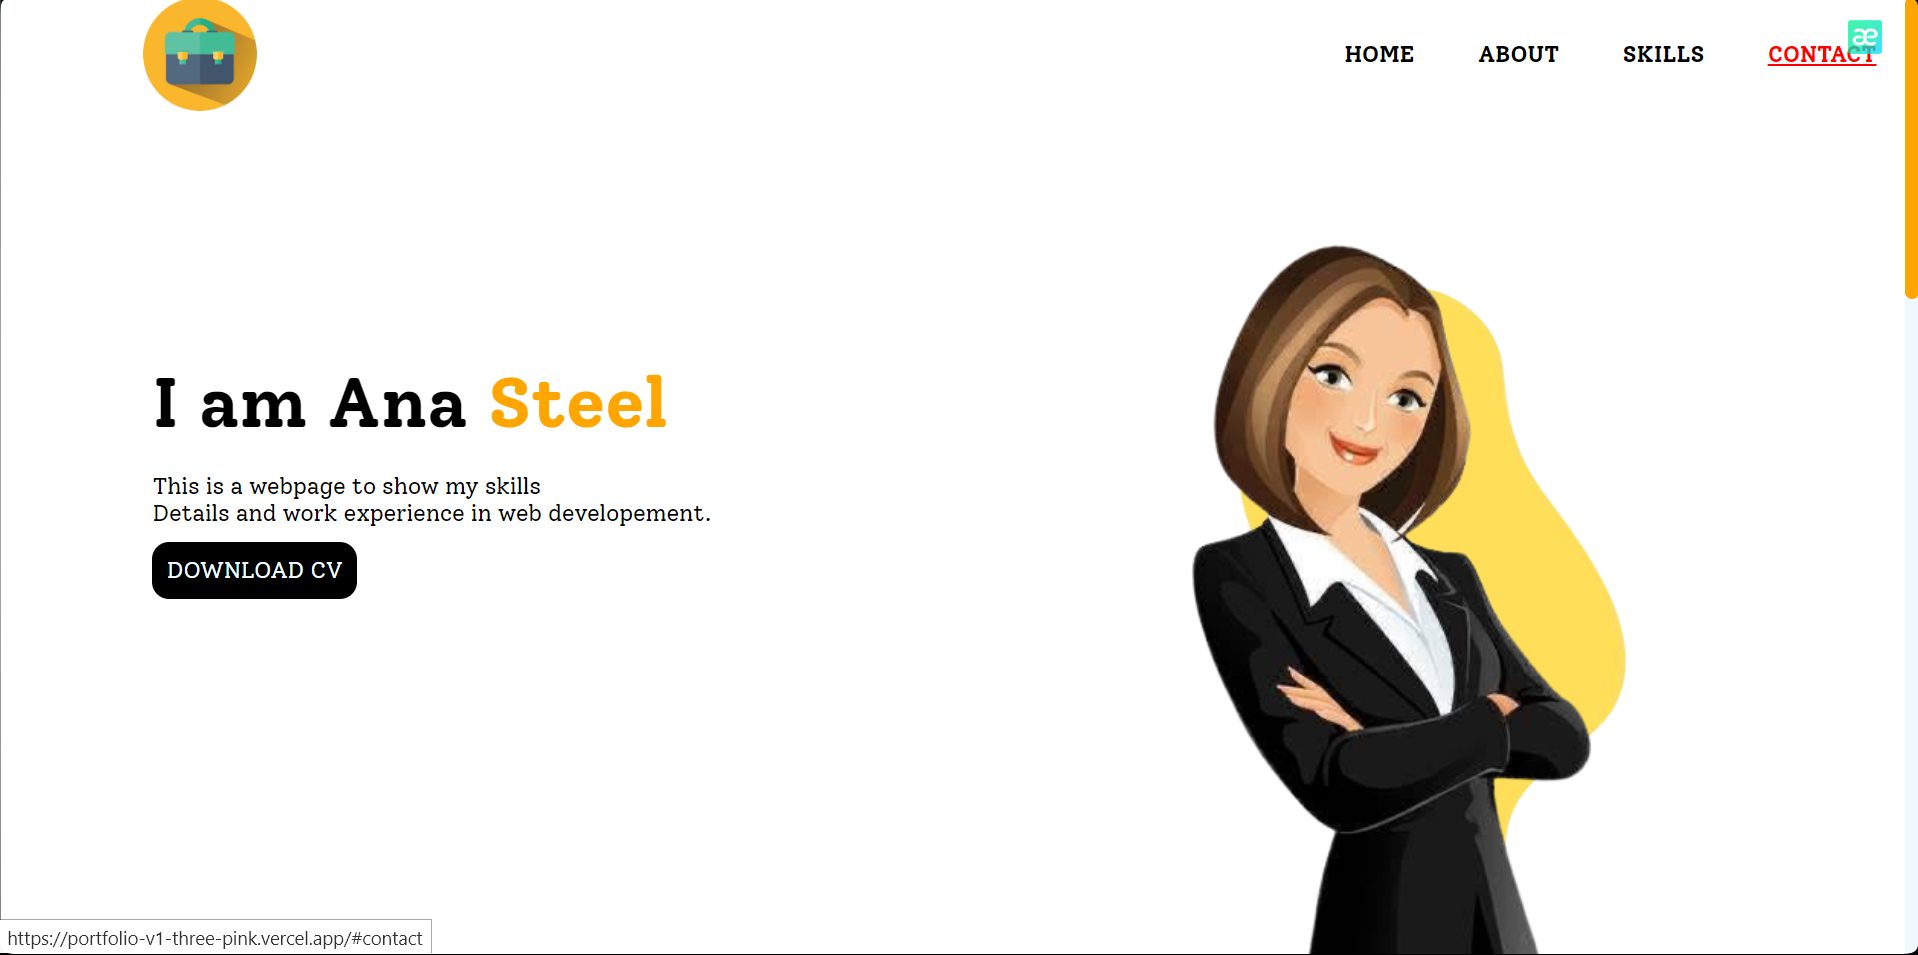 HOME ABOUT SKILLS CONTACT
æ
I am Ana Steel
This is a webpage to show my skills
Details and work experience in web developement.
DOWNLOAD CV
https://portfolio-v1-three-pink.vercel.app/#contact